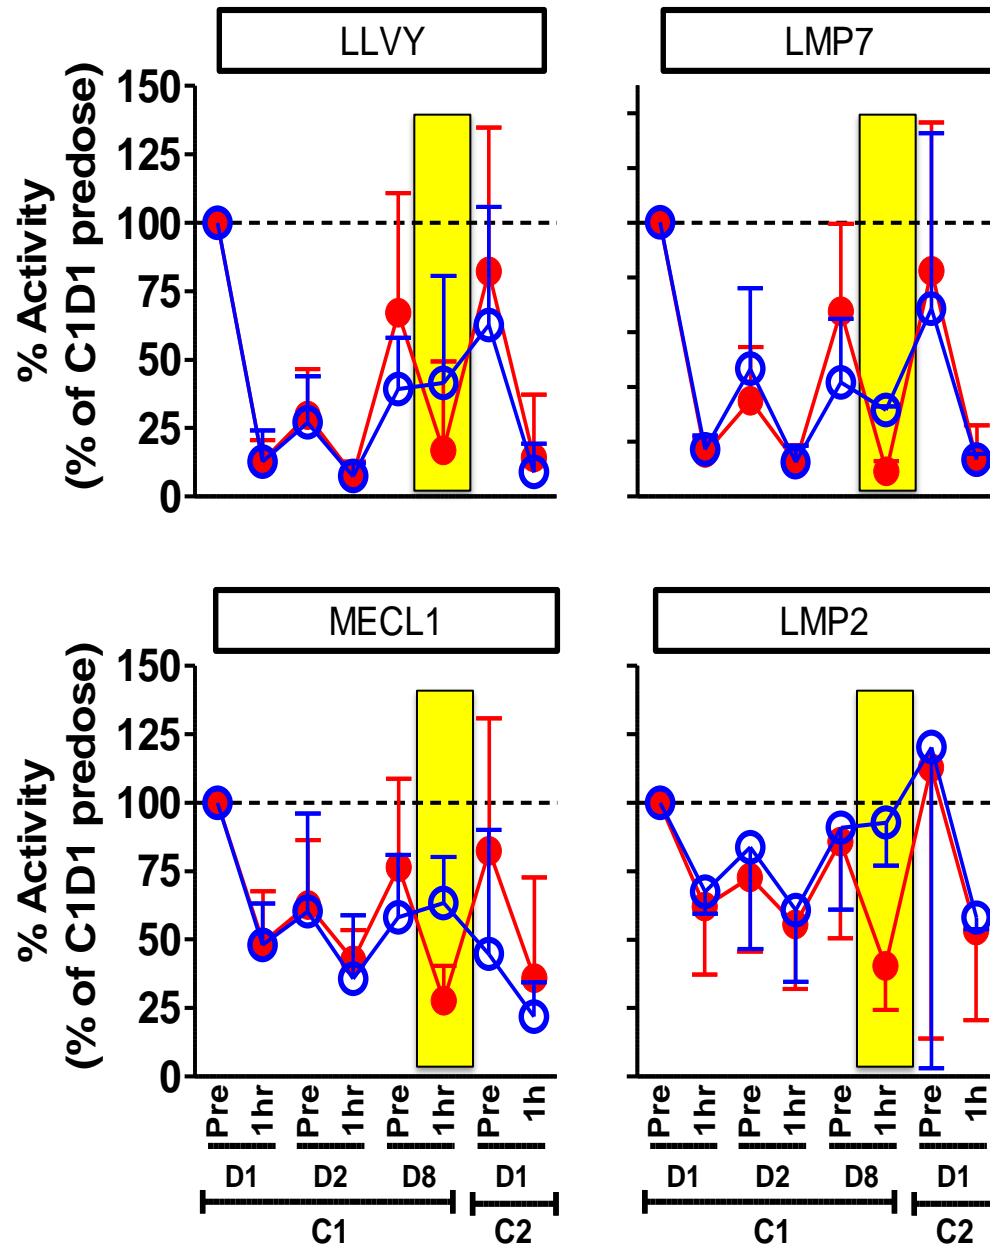 LLVY
LMP7
% Activity
(% of C1D1 predose)
150
125
100
75
50
25
0
MECL1
LMP2
% Activity
(% of C1D1 predose)
150
125
100
75
50
25
0
Pre 1hr Pre 1hr Pre 1hr Pre 1h
Pre 1hr Pre 1hr Pre 1hr Pre 1h
D1 D2 D8 D1
D1 D2 D8 D1
C1 C2
C1 C2